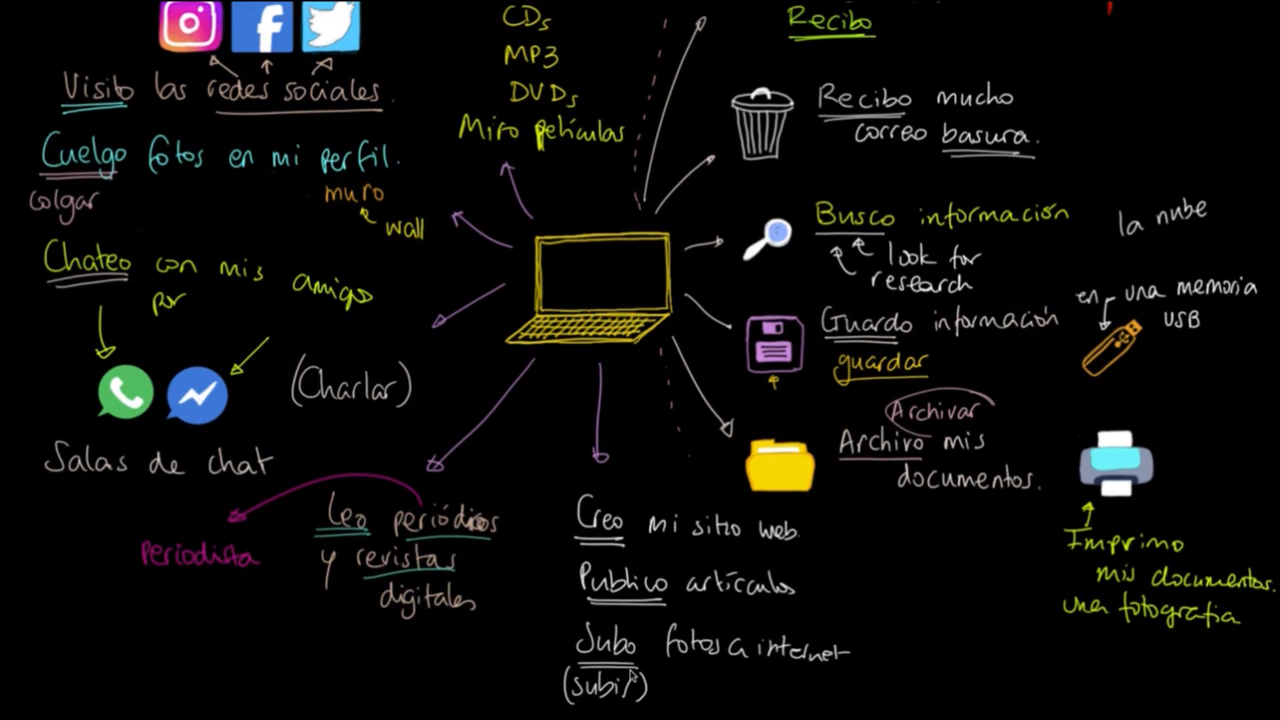 Visito las redes sociales.
Cuelgo fotos en mi perfil.
colgar
muro
wall
Chateo con mis amigos
por
(Charlar)
Salas de chat
CDs
MP3
DVDs
Miro películas
Recibo
Recibo mucho
correo basura.
Busco información
look for
research
la nube
Guardo información
guardar
en una memoria
USB
Archivar
Archivo mis
documentos.
Imprimo
mis documentos.
una fotografia
Leo periódicos
y revistas
digitales
Periodista
Creo mi sitio web.
Publico artículos
Subo fotos a internet
(subir)